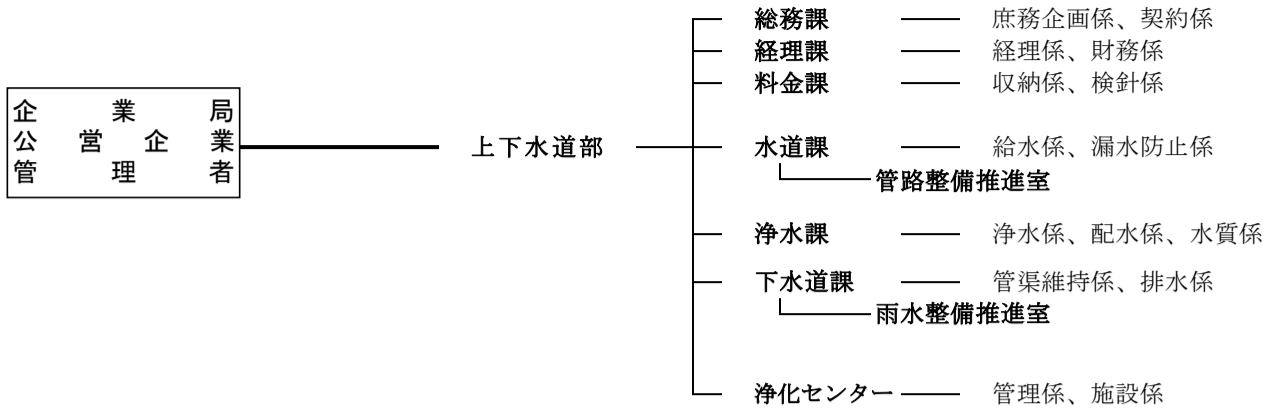 企業局
公営企業
管理者
上下水道部
総務課 庶務企画係、契約係
経理課 経理係、財務係
料金課 収納係、検針係
水道課 給水係、漏水防止係
管路整備推進室
浄水課 浄水係、配水係、水質係
下水道課 管渠維持係、排水係
雨水整備推進室
浄化センター 管理係、施設係